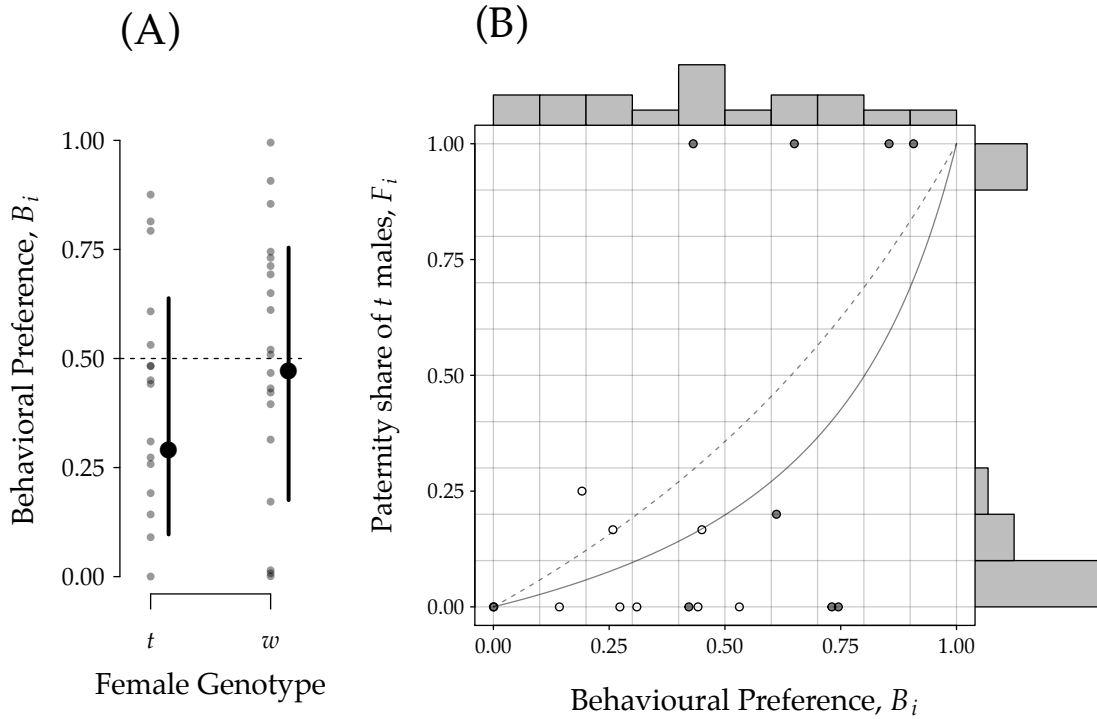 (A)
Behavioral Preference, B_i
1.00
0.75
0.50
0.25
0.00
t
w
Female Genotype
(B)
Paternity share of t males, F_i
1.00
0.75
0.50
0.25
0.00
0.00
0.25
0.50
0.75
1.00
Behavioural Preference, B_i